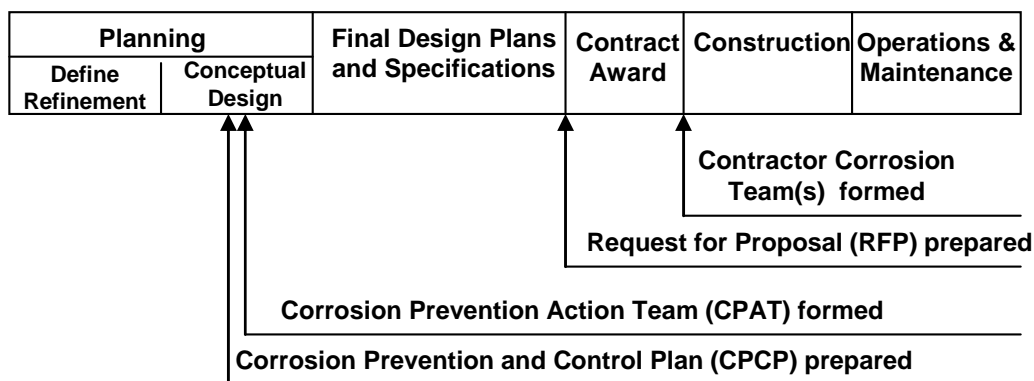 Planning
Define
Refinement
Conceptual
Design
Final Design Plans
and Specifications
Contract
Award
Construction
Operations &
Maintenance
Contractor Corrosion
Team(s) formed
Request for Proposal (RFP) prepared
Corrosion Prevention Action Team (CPAT) formed
Corrosion Prevention and Control Plan (CPCP) prepared